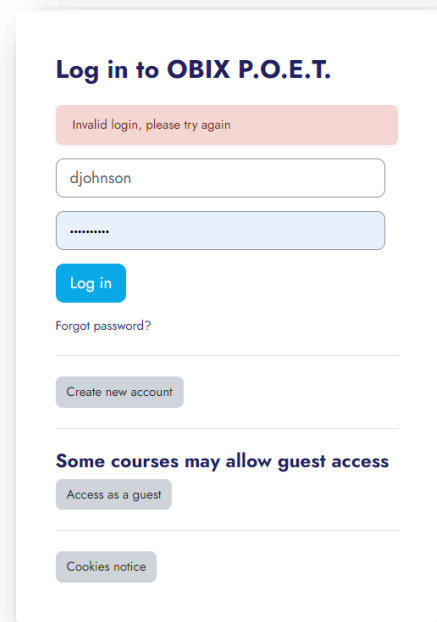 Log in to OBIX P.O.E.T.
Invalid login, please try again
djohnson
••••••••••
Log in
Forgot password?
Create new account
Some courses may allow guest access
Access as a guest
Cookies notice